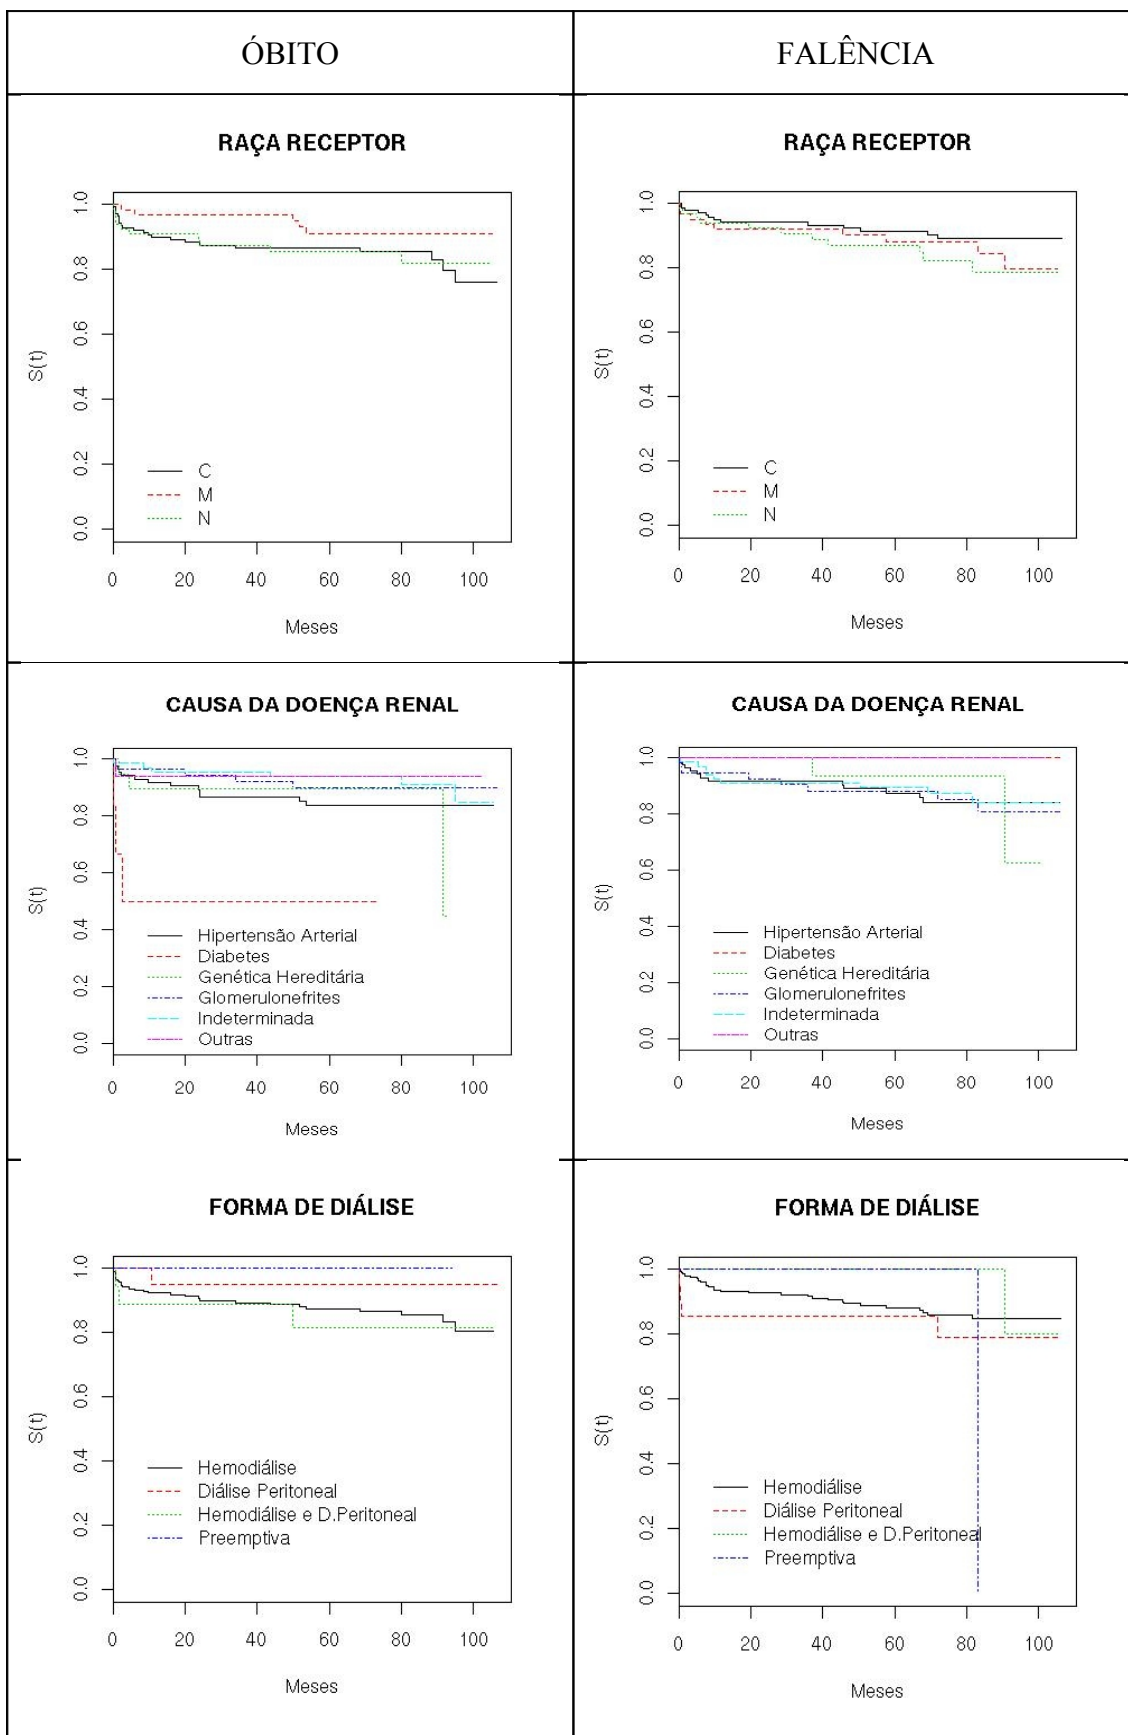 ÓBITO
FALÊNCIA
RAÇA RECEPTOR
S(t)
1.0
0.8
0.6
0.4
0.2
0.0
C
M
N
0 20 40 60 80 100
Meses
RAÇA RECEPTOR
S(t)
1.0
0.8
0.6
0.4
0.2
0.0
C
M
N
0 20 40 60 80 100
Meses
CAUSA DA DOENÇA RENAL
S(t)
1.0
0.8
0.6
0.4
0.2
0.0
Hipertensão Arterial
Diabetes
Genética Hereditária
Glomerulonefrites
Indeterminada
Outras
0 20 40 60 80 100
Meses
CAUSA DA DOENÇA RENAL
S(t)
1.0
0.8
0.6
0.4
0.2
0.0
Hipertensão Arterial
Diabetes
Genética Hereditária
Glomerulonefrites
Indeterminada
Outras
0 20 40 60 80 100
Meses
FORMA DE DIÁLISE
S(t)
1.0
0.8
0.6
0.4
0.2
0.0
Hemodiálise
Diálise Peritoneal
Hemodiálise e D.Peritoneal
Preemptiva
0 20 40 60 80 100
Meses
FORMA DE DIÁLISE
S(t)
1.0
0.8
0.6
0.4
0.2
0.0
Hemodiálise
Diálise Peritoneal
Hemodiálise e D.Peritoneal
Preemptiva
0 20 40 60 80 100
Meses